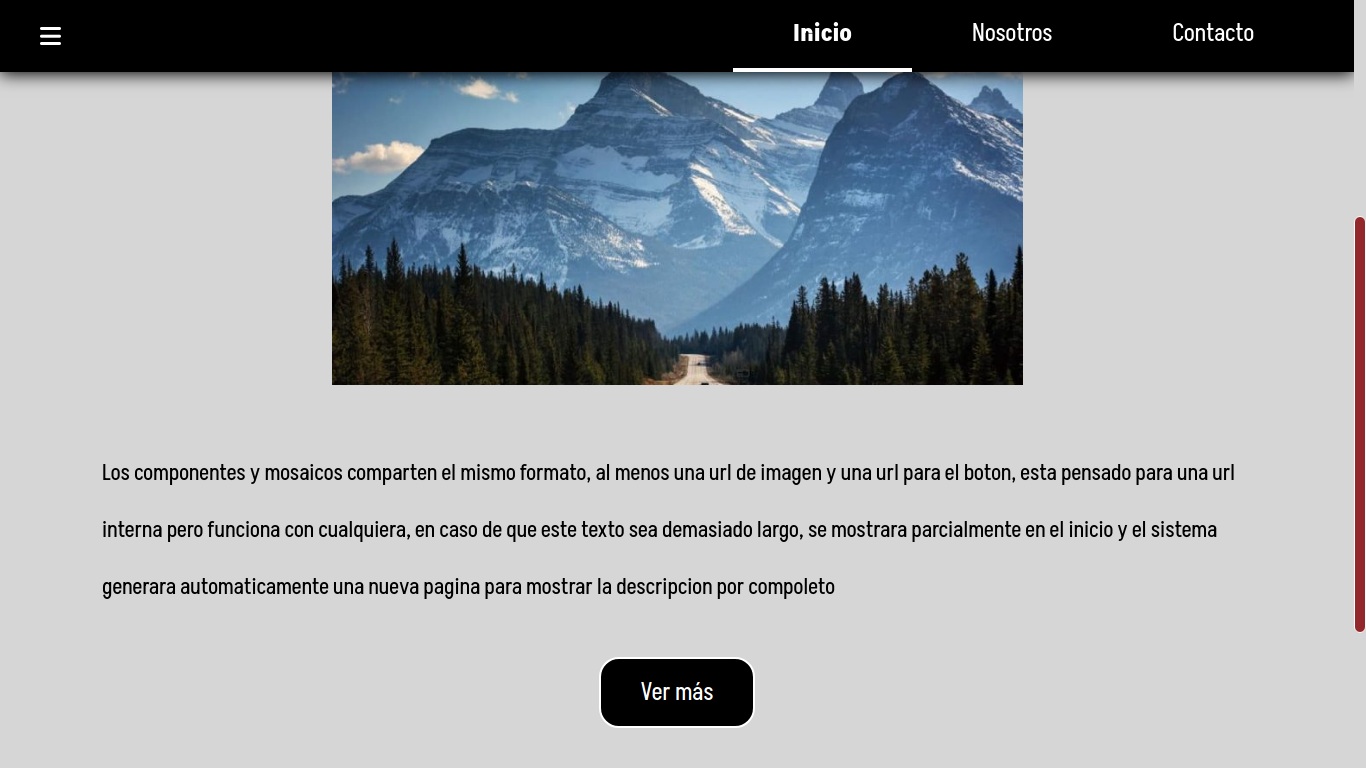 Inicio Nosotros Contacto
Los componentes y mosaicos comparten el mismo formato, al menos una url de imagen y una url para el boton, esta pensado para una url
interna pero funciona con cualquiera, en caso de que este texto sea demasiado largo, se mostrara parcialmente en el inicio y el sistema
generara automaticamente una nueva pagina para mostrar la descripcion por compoleto
Ver más